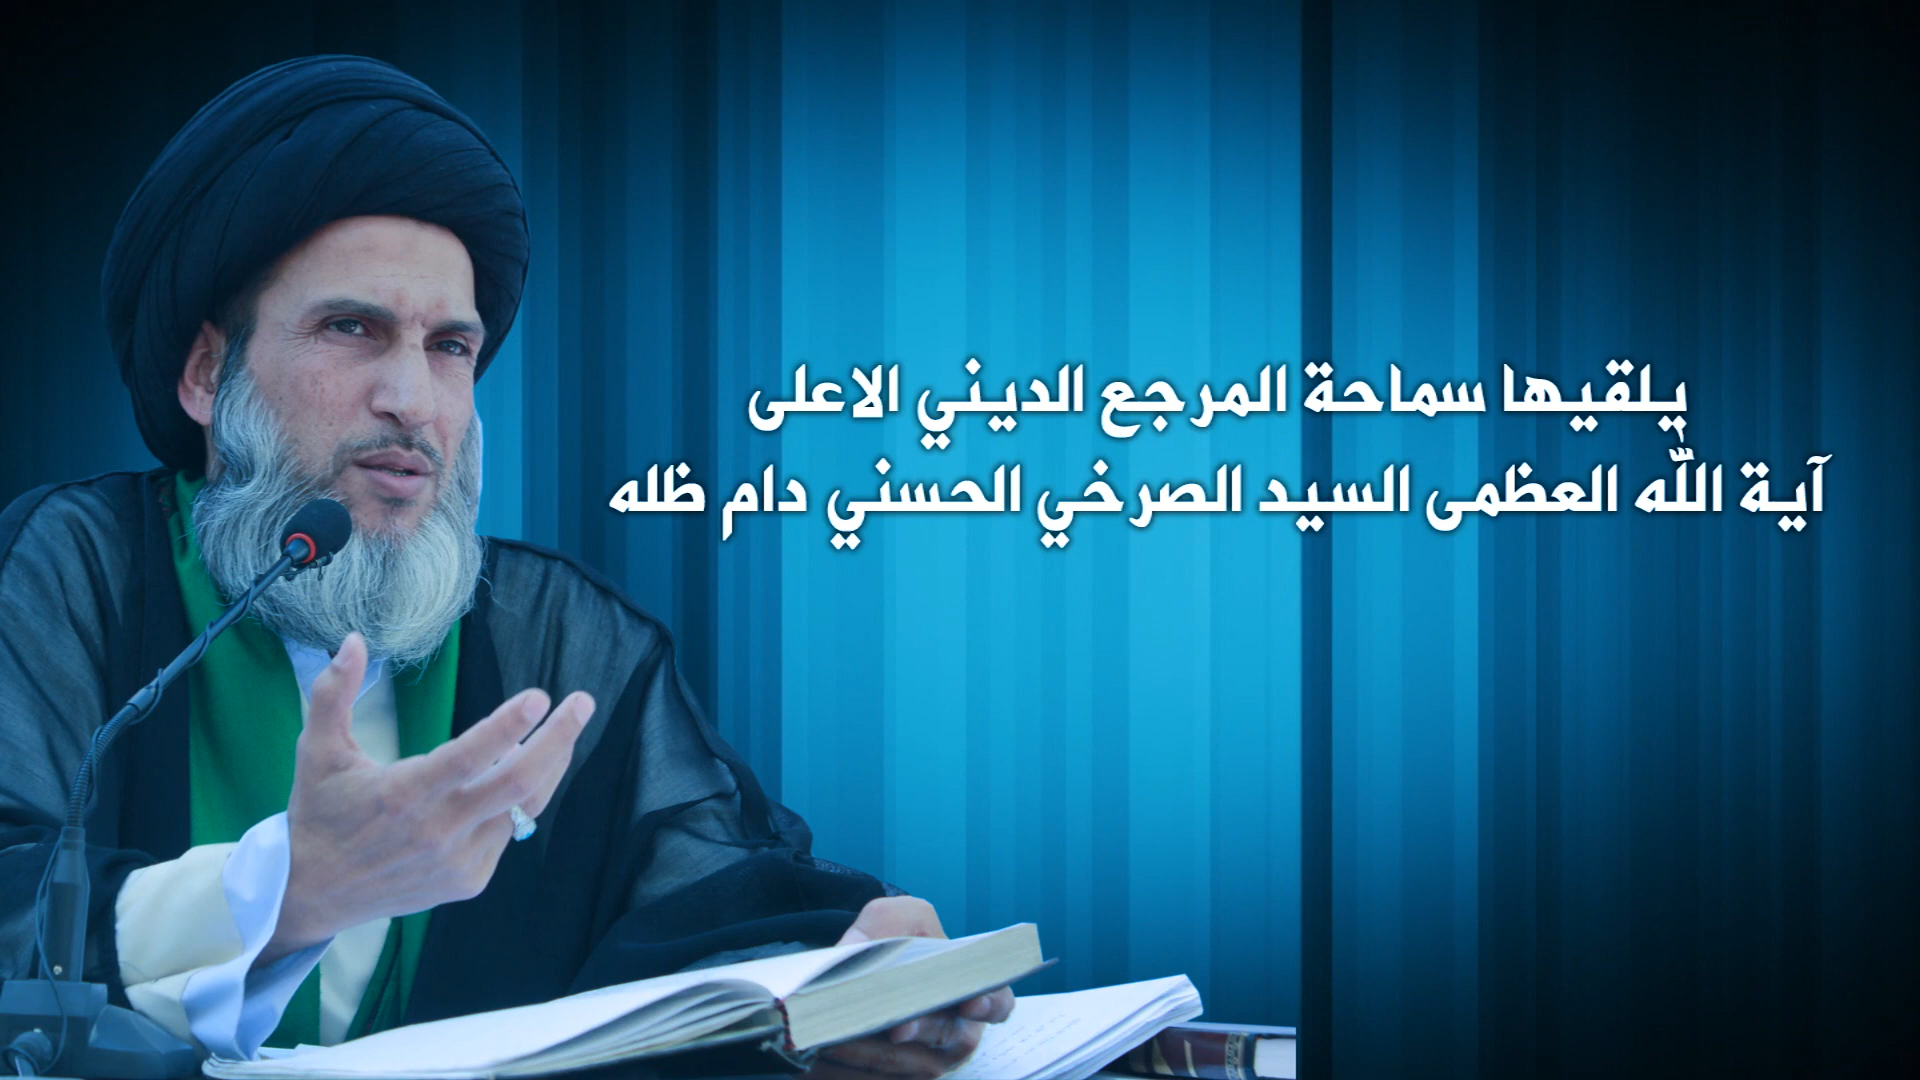 يلقيها سماحة المرجع الديني الاعلى
آية الله العظمى السيد الصرخي الحسني دام ظله